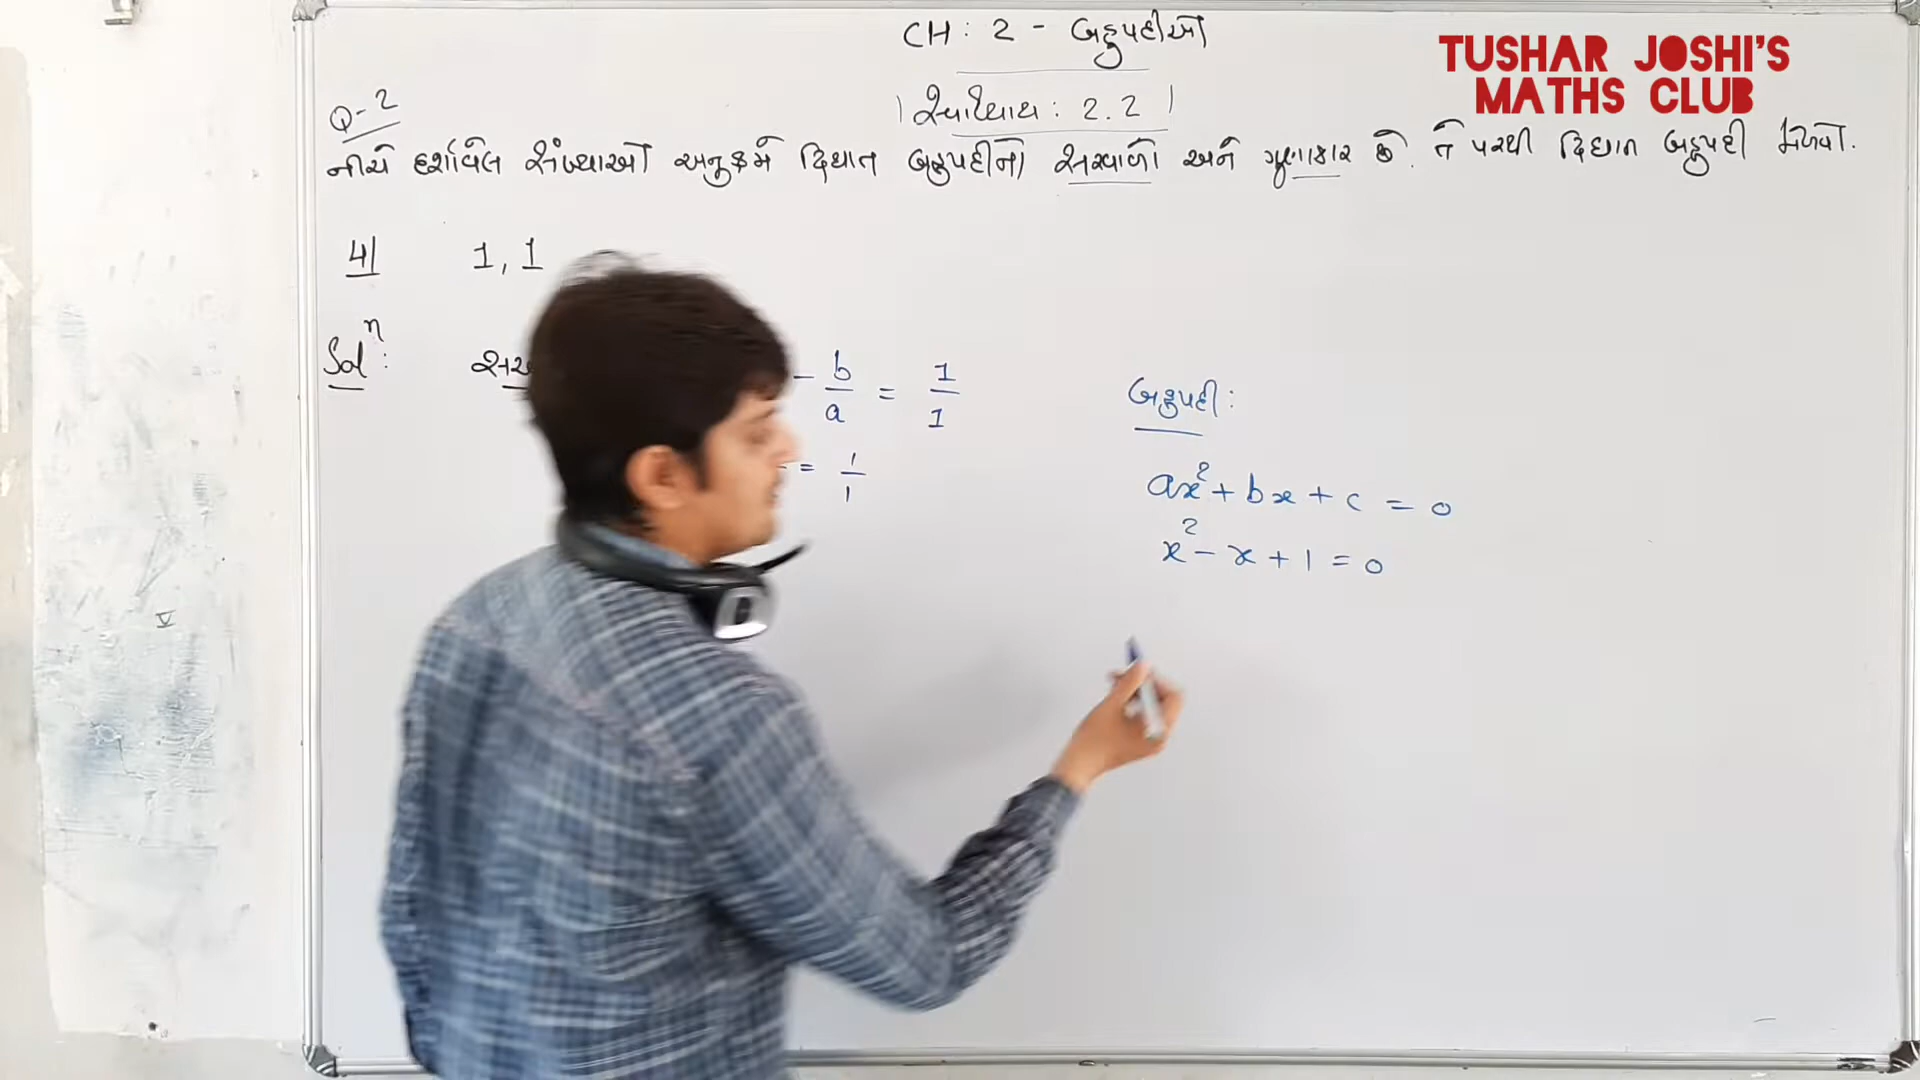 CH : 2 - બહુપદીઓ
TUSHAR JOSHI'S
MATHS CLUB
સ્વાધ્યાય : 2.2
Q-2
નીચે દર્શાવેલ સંખ્યાઓ અનુક્રમે દ્વિઘાત બહુપદીનો સરવાળો અને ગુણાકાર છે. તે પરથી દ્વિઘાત બહુપદી મેળવો.
4| 1, 1
Solⁿ :
- b/a = 1/1
= 1/1
બહુપદી :
ax² + bx + c = 0
x² - x + 1 = 0